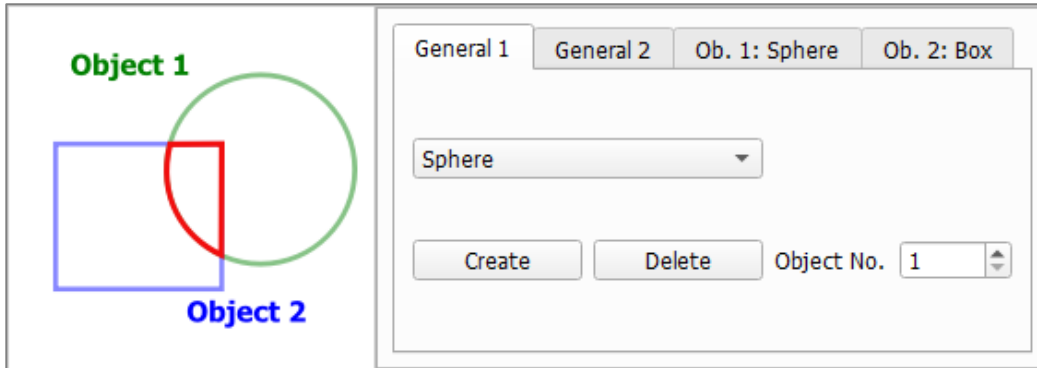 Object 1
Object 2
General 1 General 2 Ob. 1: Sphere Ob. 2: Box
Sphere
Create Delete Object No. 1